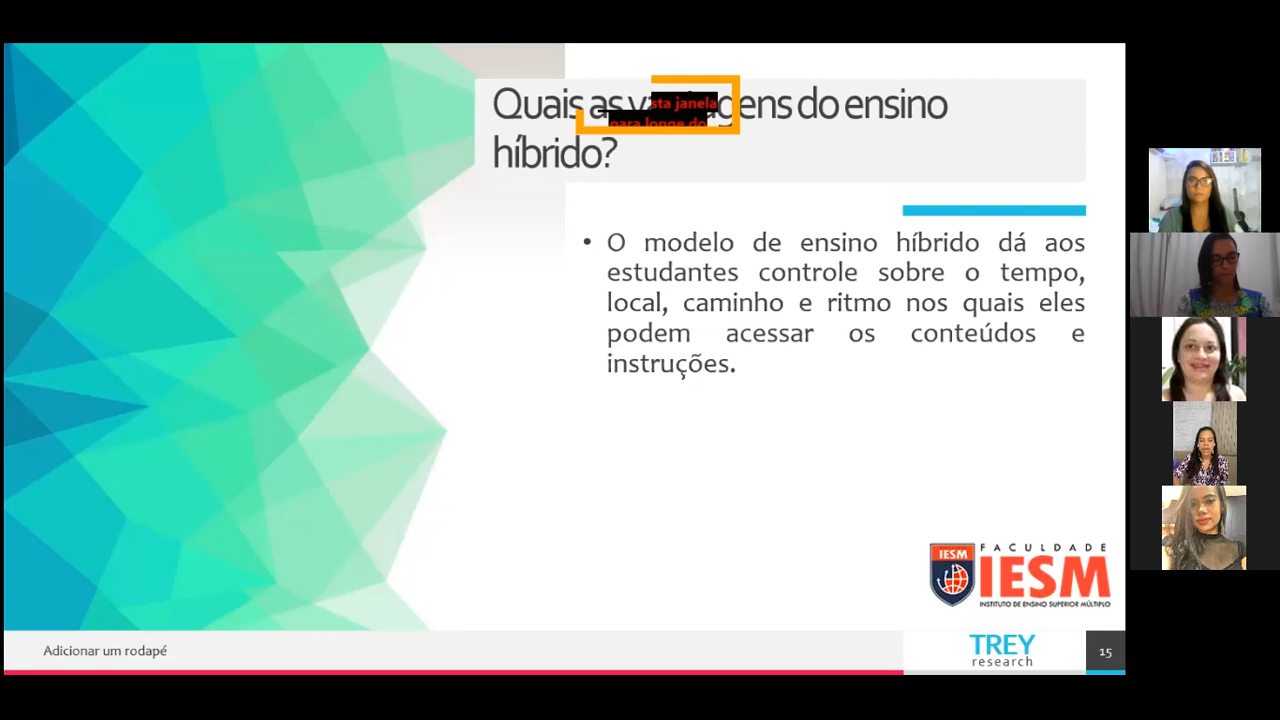 Quais as vantagens do ensino
híbrido?
sta janela
para longe do
• O modelo de ensino híbrido dá aos
estudantes controle sobre o tempo,
local, caminho e ritmo nos quais eles
podem acessar os conteúdos e
instruções.
IESM
FACULDADE
IESM
INSTITUTO DE ENSINO SUPERIOR MÚLTIPLO
Adicionar um rodapé
TREY
research
15